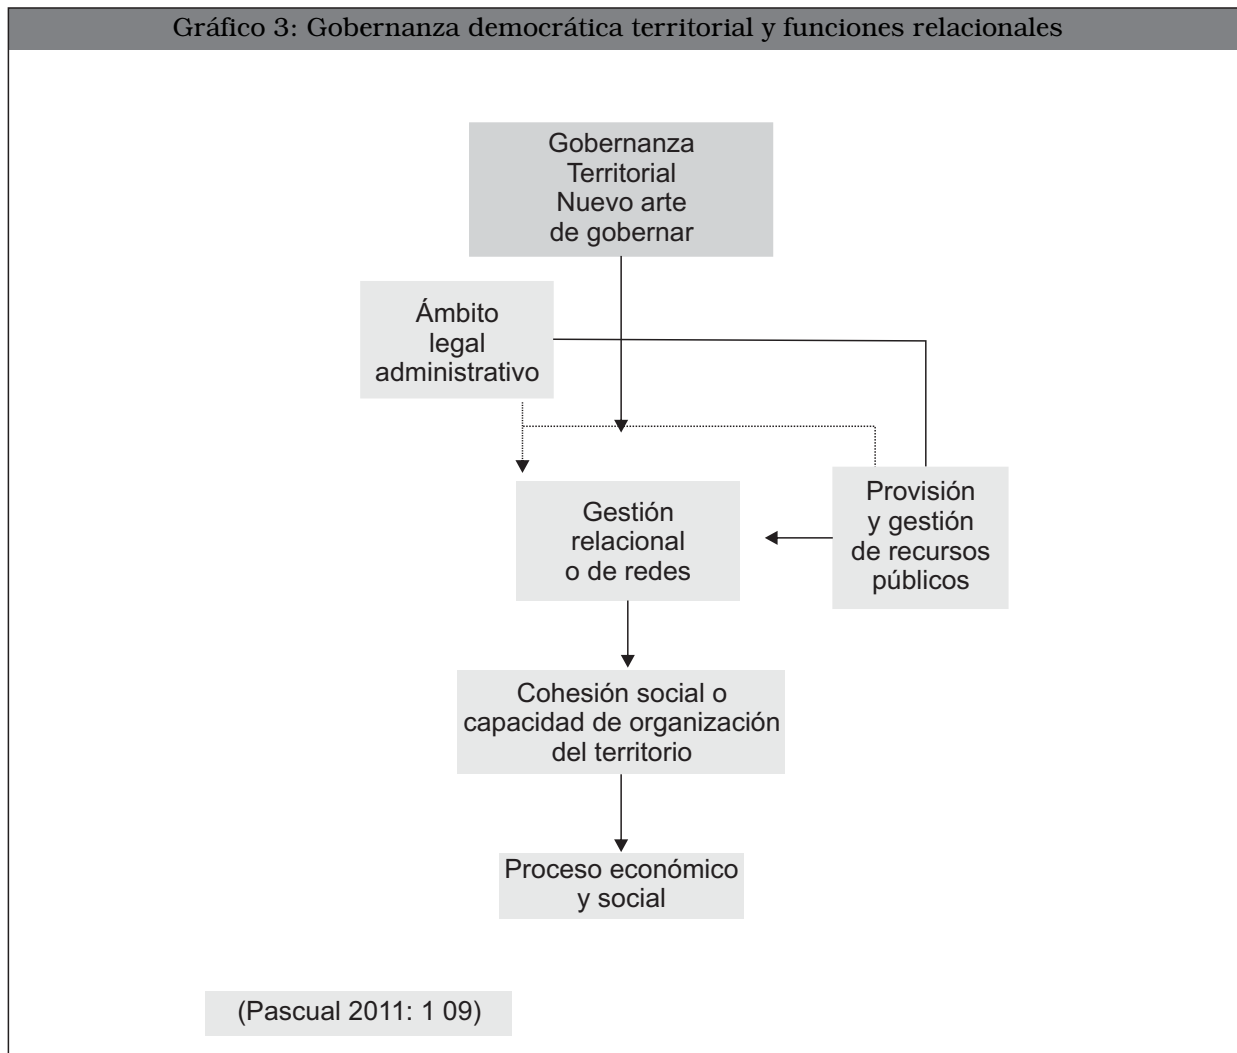 Gráfico 3: Gobernanza democrática territorial y funciones relacionales
Gobernanza
Territorial
Nuevo arte
de gobernar
Ámbito
legal
administrativo
Provisión
y gestión
de recursos
públicos
Gestión
relacional
o de redes
Cohesión social o
capacidad de organización
del territorio
Proceso económico
y social
(Pascual 2011: 1 09)